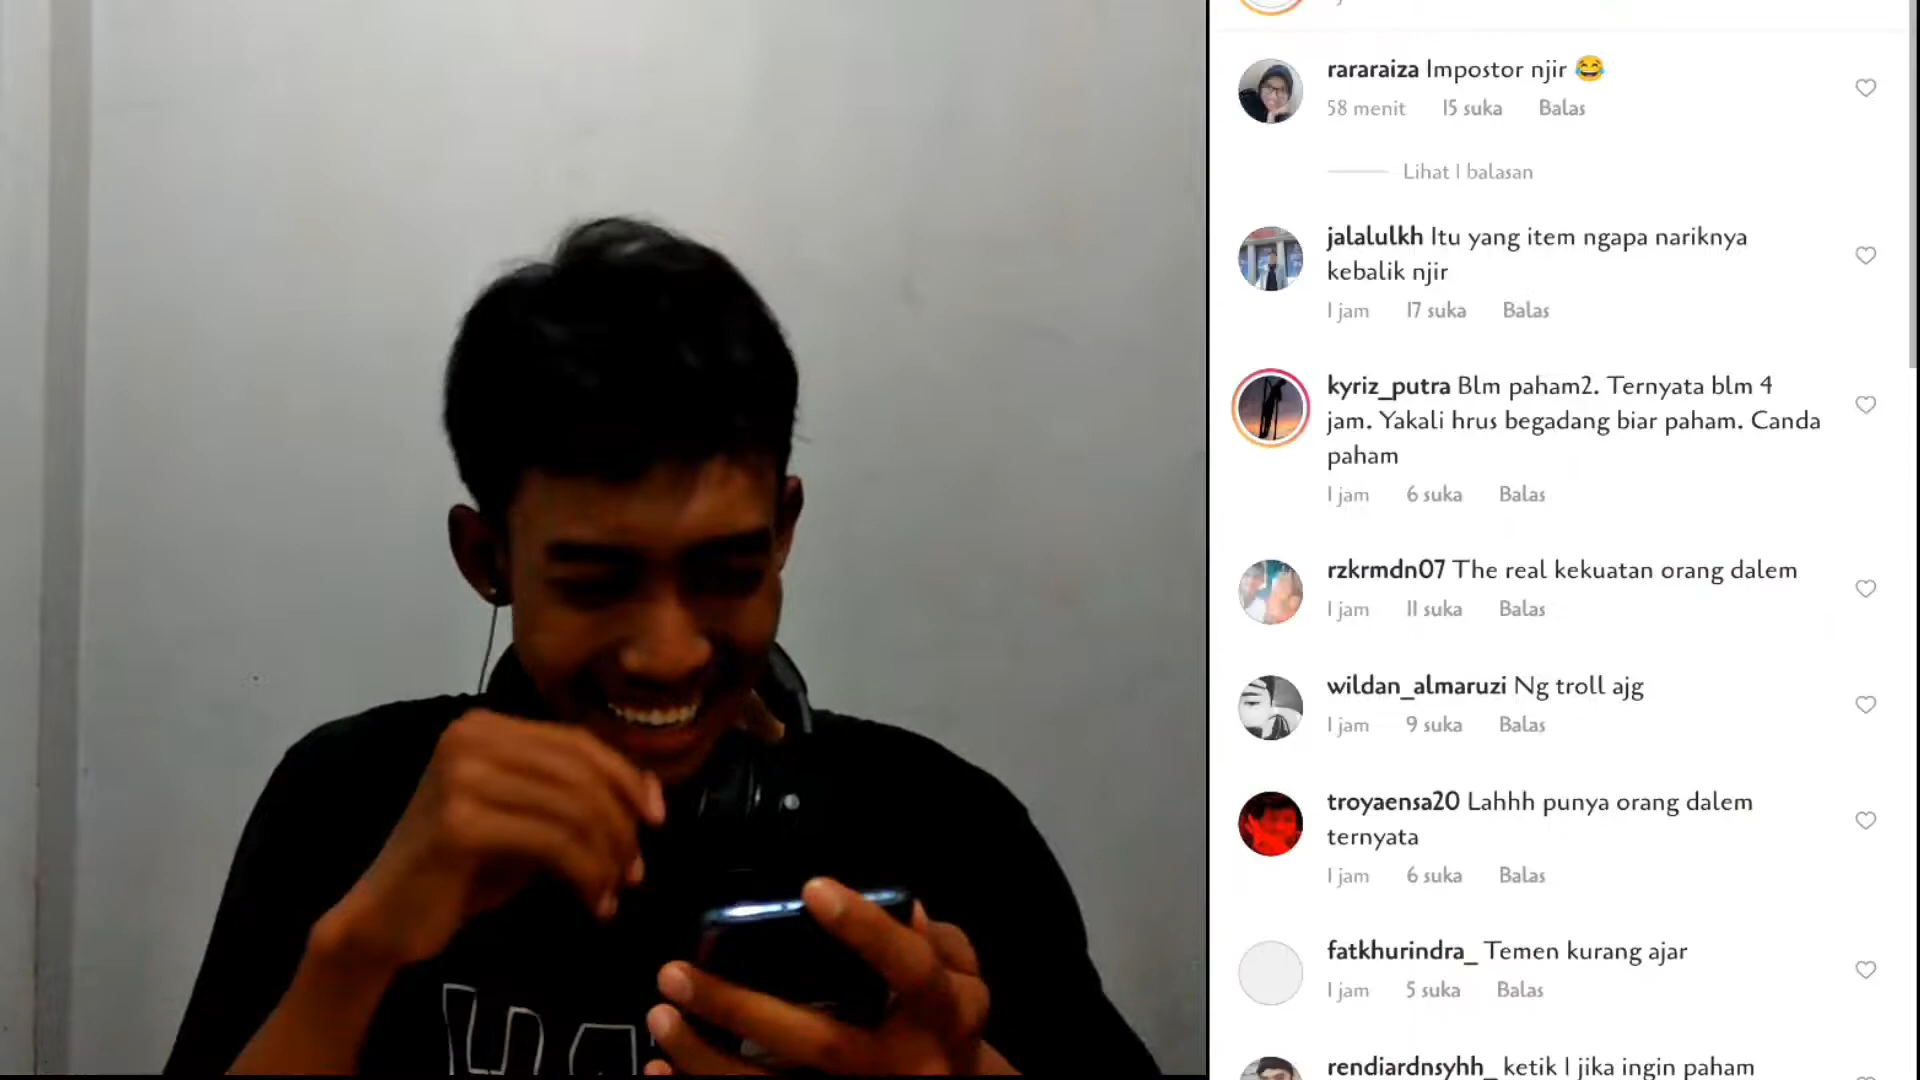 rararaiza Impostor njir 😂
58 menit 15 suka Balas
Lihat 1 balasan
jalalulkh Itu yang item ngapa nariknya
kebalik njir
1 jam 17 suka Balas
kyriz_putra Blm paham2. Ternyata blm 4
jam. Yakali hrus begadang biar paham. Canda
paham
1 jam 6 suka Balas
rzkrmdn07 The real kekuatan orang dalem
1 jam 11 suka Balas
wildan_almaruzi Ng troll ajg
1 jam 9 suka Balas
troyaensa20 Lahhh punya orang dalem
ternyata
1 jam 6 suka Balas
fatkhurindra_ Temen kurang ajar
1 jam 5 suka Balas
rendiardnsyhh_ ketik 1 jika ingin paham